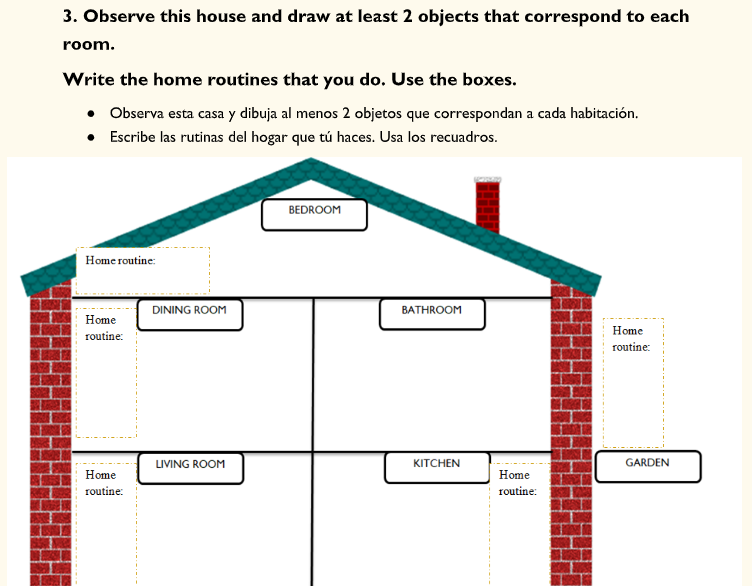 3. Observe this house and draw at least 2 objects that correspond to each
room.
Write the home routines that you do. Use the boxes.
● Observa esta casa y dibuja al menos 2 objetos que correspondan a cada habitación.
● Escribe las rutinas del hogar que tú haces. Usa los recuadros.
BEDROOM
Home routine:
DINING ROOM
Home
routine:
BATHROOM
Home
routine:
LIVING ROOM
Home
routine:
KITCHEN
Home
routine:
GARDEN